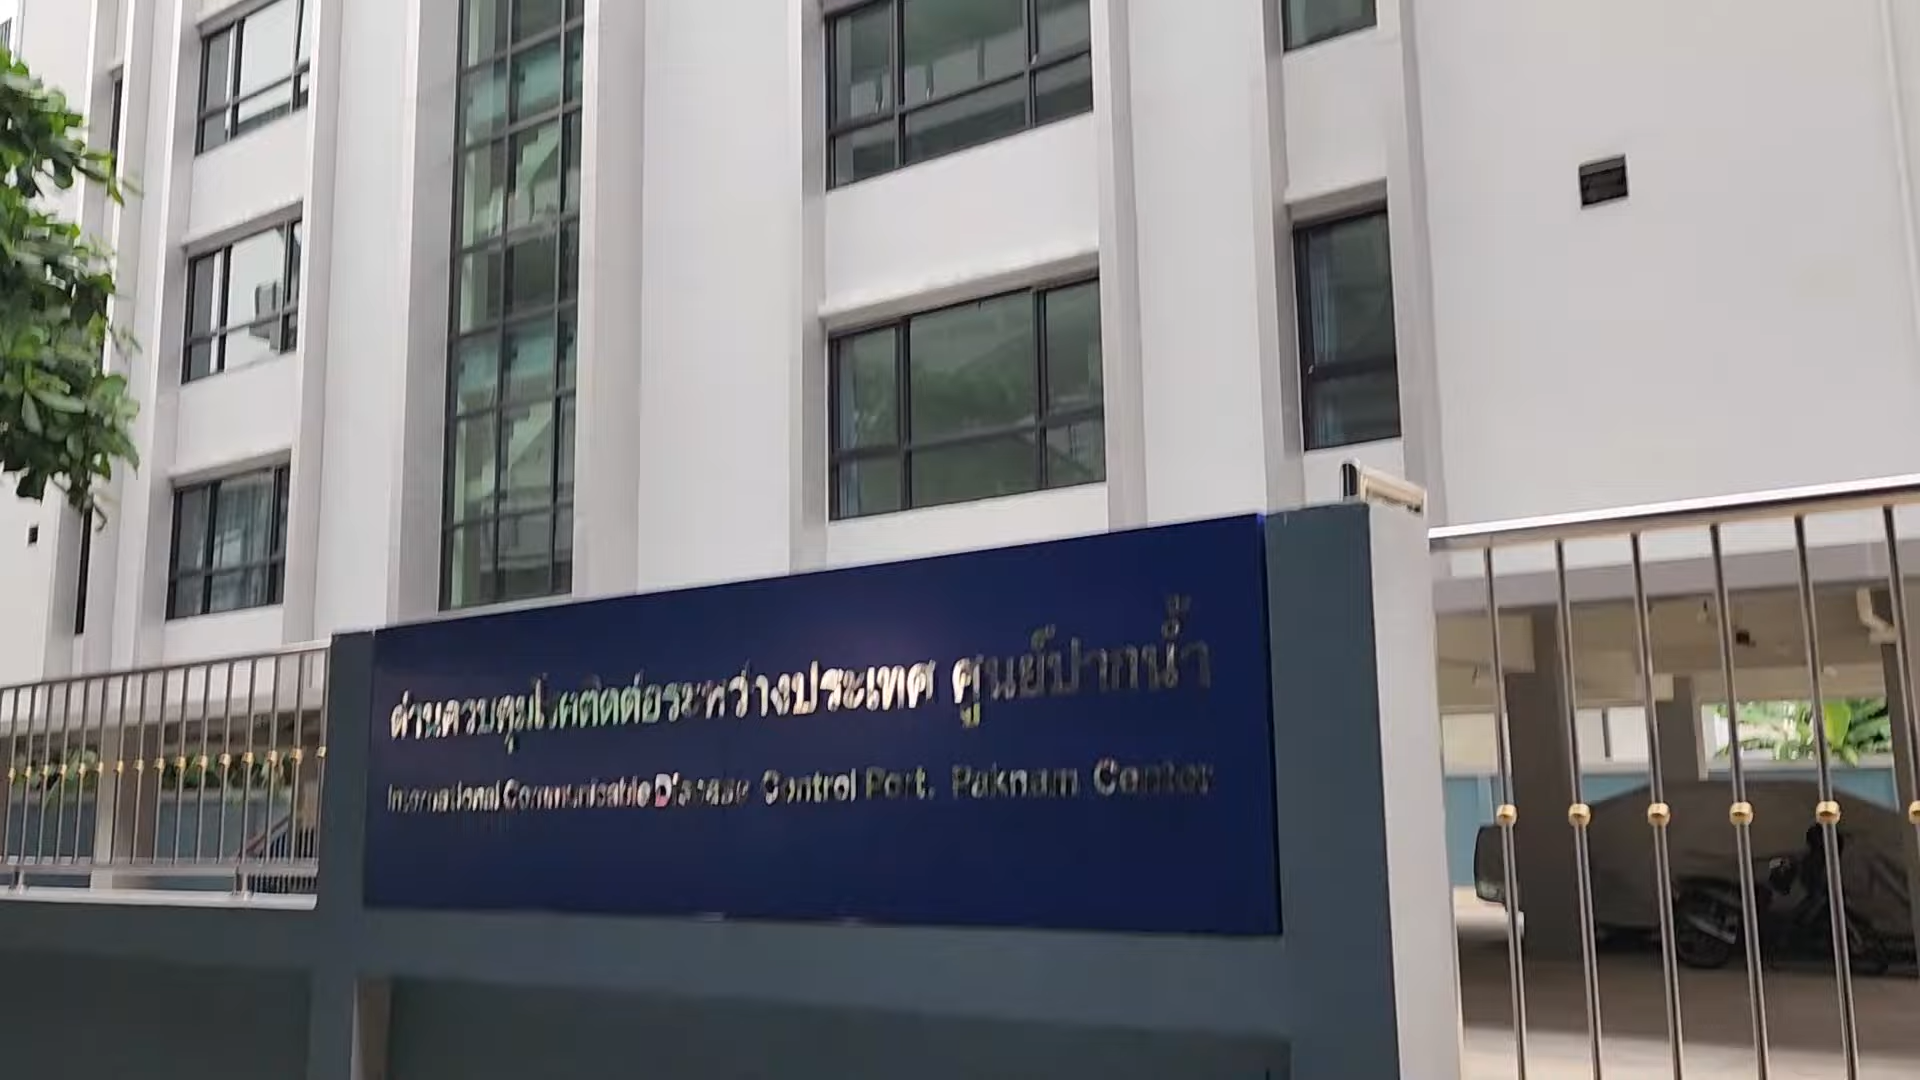 ด่านควบคุมโรคติดต่อระหว่างประเทศ ศูนย์ปากน้ำ
International Communicable Disease Control Port. Paknam Center